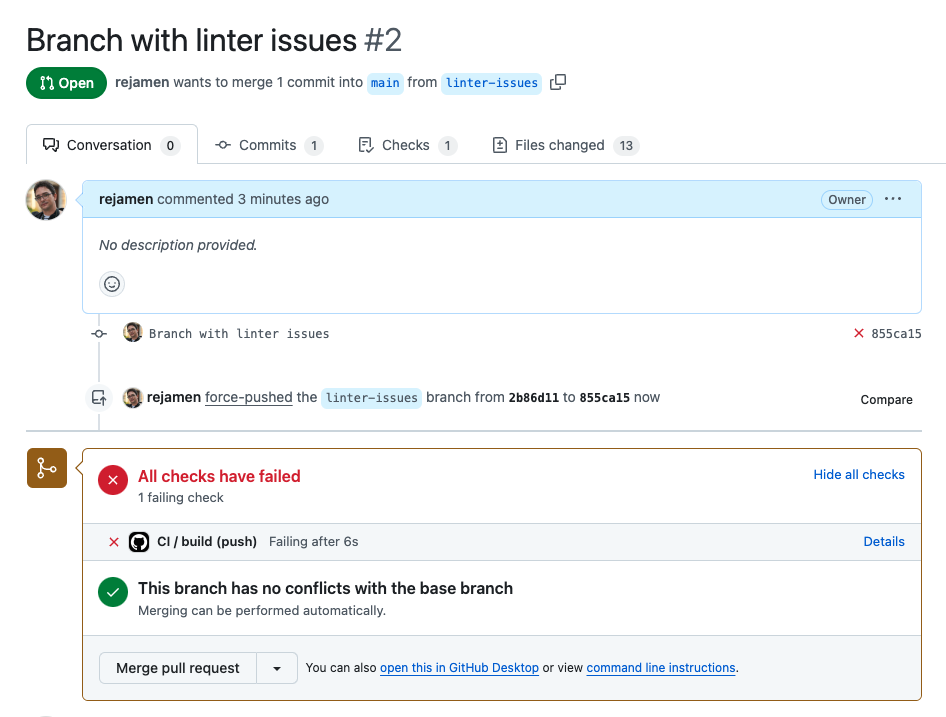 Branch with linter issues #2
Open rejamen wants to merge 1 commit into main from linter-issues
Conversation 0 Commits 1 Checks 1 Files changed 13
rejamen commented 3 minutes ago Owner ...
No description provided.
Branch with linter issues 855ca15
rejamen force-pushed the linter-issues branch from 2b86d11 to 855ca15 now Compare
All checks have failed Hide all checks
1 failing check
CI / build (push) Failing after 6s Details
This branch has no conflicts with the base branch
Merging can be performed automatically.
Merge pull request You can also open this in GitHub Desktop or view command line instructions.